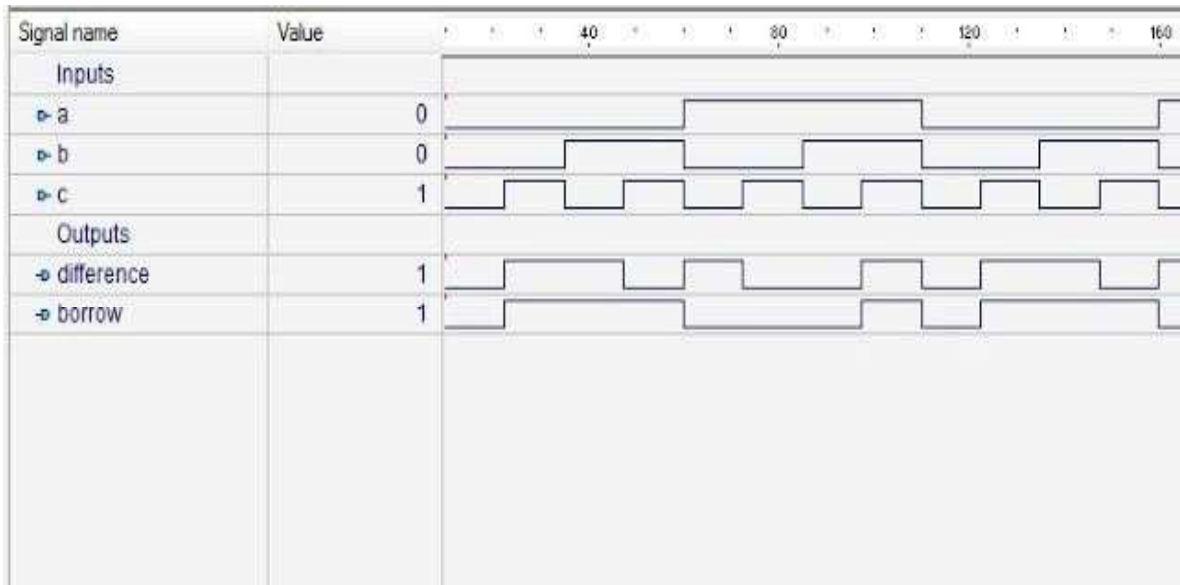 Signal name Value 40 80 120 160
Inputs
a 0
b 0
c 1
Outputs
difference 1
borrow 1